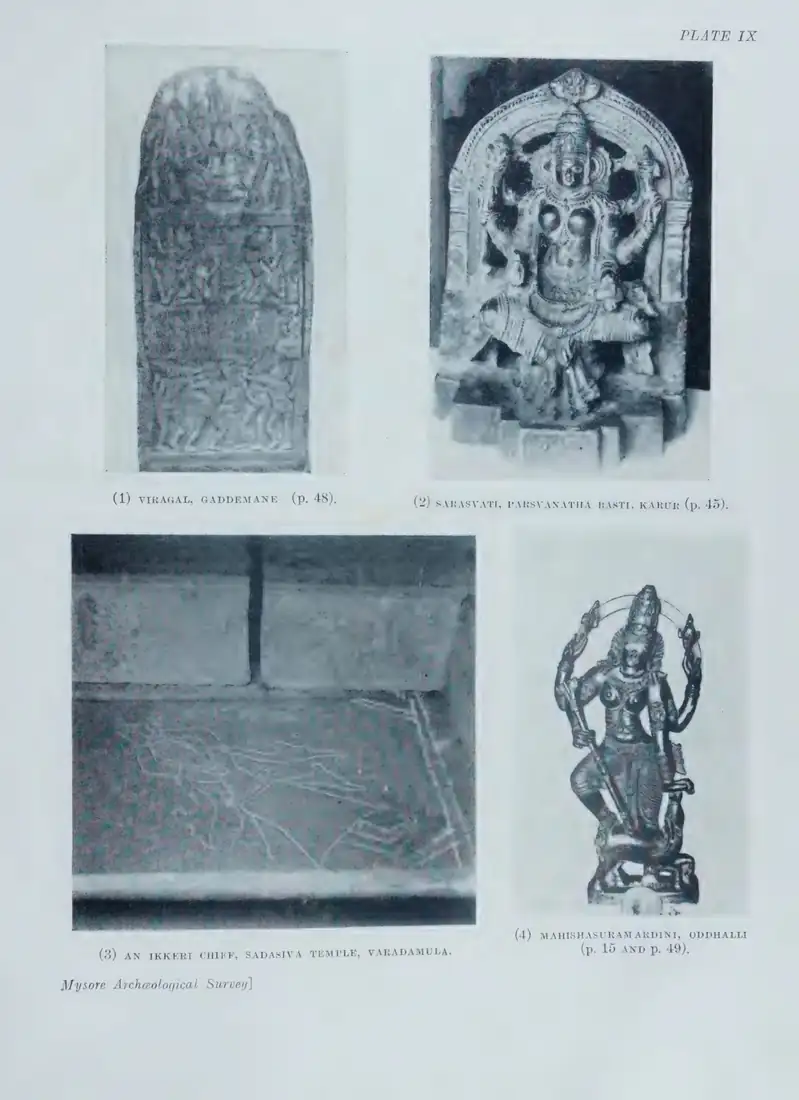 PLATE IX
(1) VIRAGAL, GADDEMANE (p. 48).
(2) SARASVATI, PARSVANATHA BASTI, KARUR (p. 45).
(3) AN IKKERI CHIEF, SADASIVA TEMPLE, VARADAMULA.
(4) MAHISHASURAMARDINI, ODDHALLI
(p. 15 AND p. 49).
Mysore Archæological Survey]